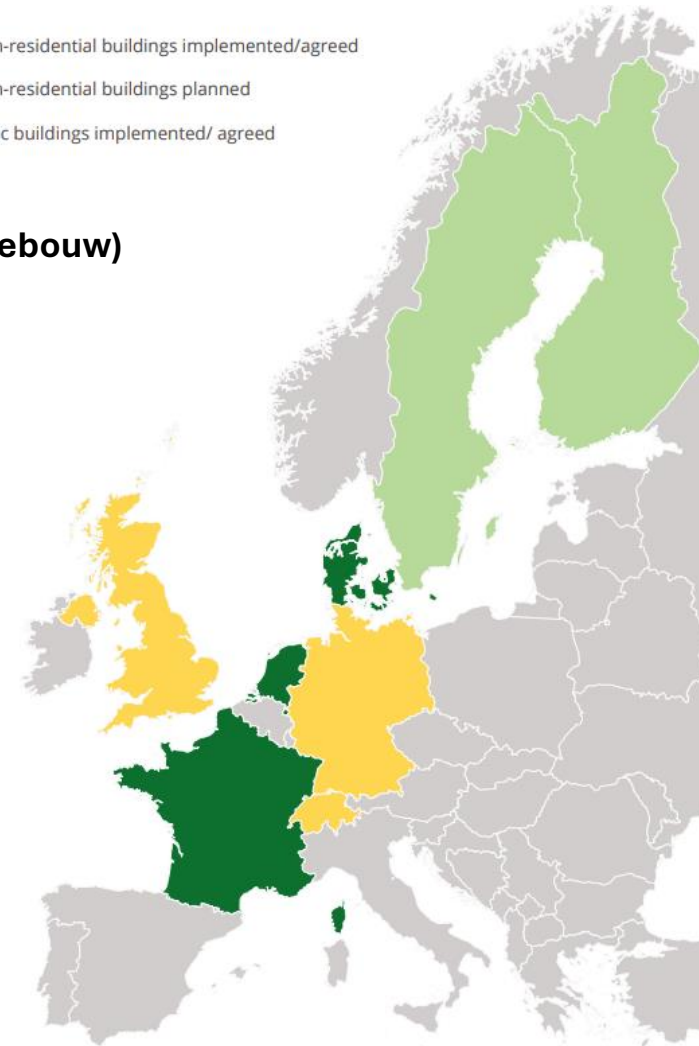 -residential buildings implemented/agreed
-residential buildings planned
c buildings implemented/ agreed
ebouw)